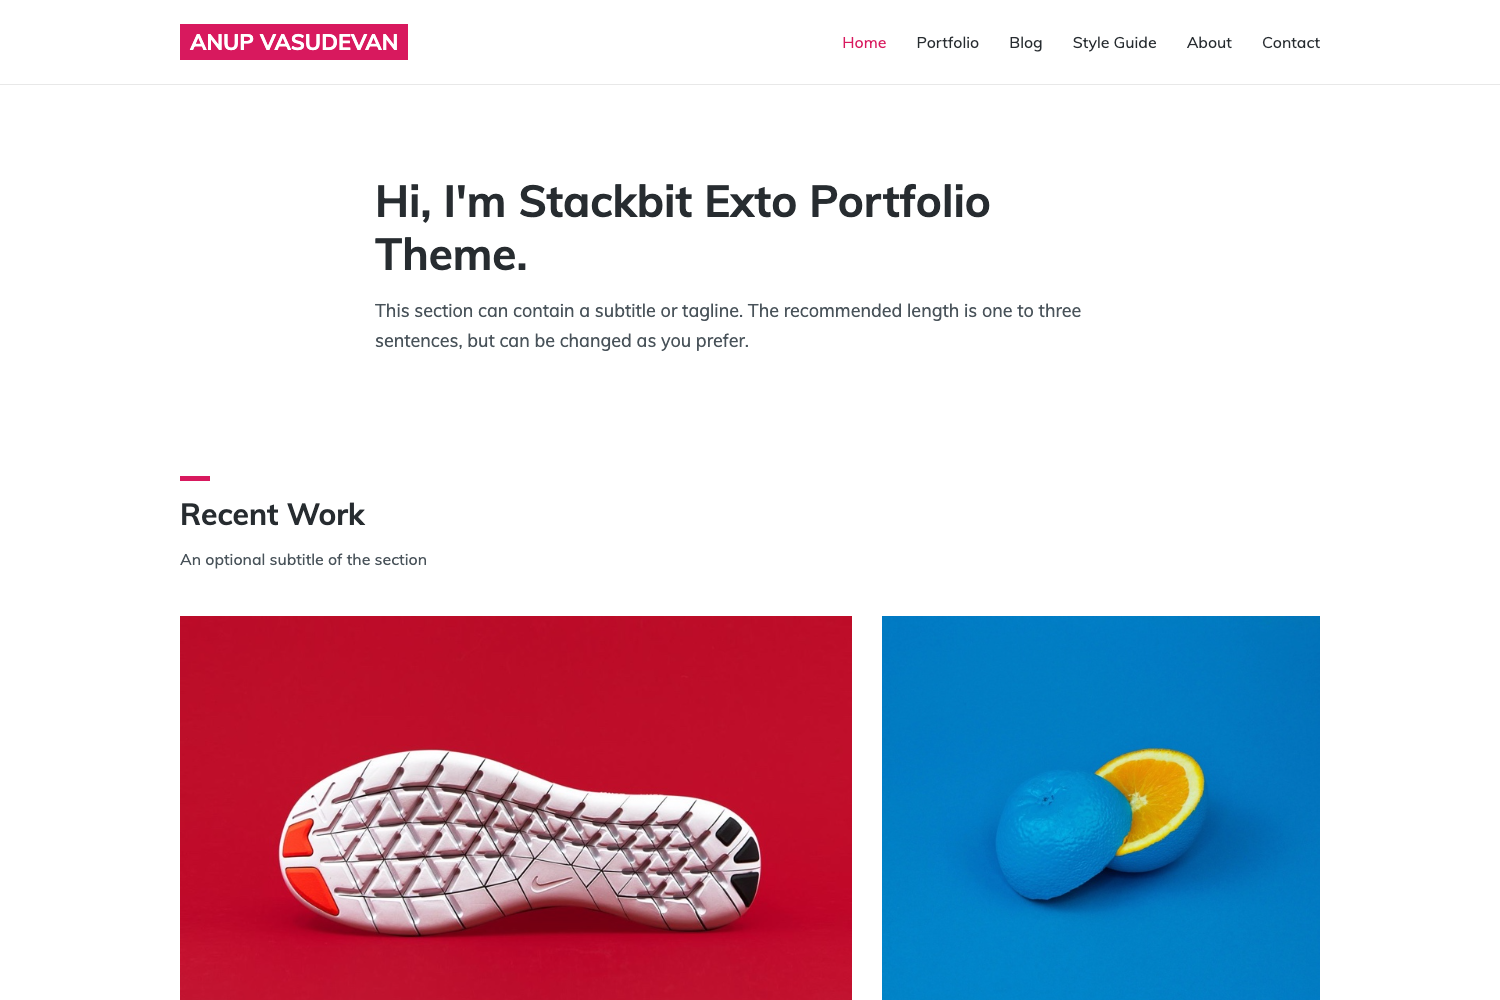 ANUP VASUDEVAN
Home Portfolio Blog Style Guide About Contact
Hi, I'm Stackbit Exto Portfolio
Theme.
This section can contain a subtitle or tagline. The recommended length is one to three
sentences, but can be changed as you prefer.
Recent Work
An optional subtitle of the section